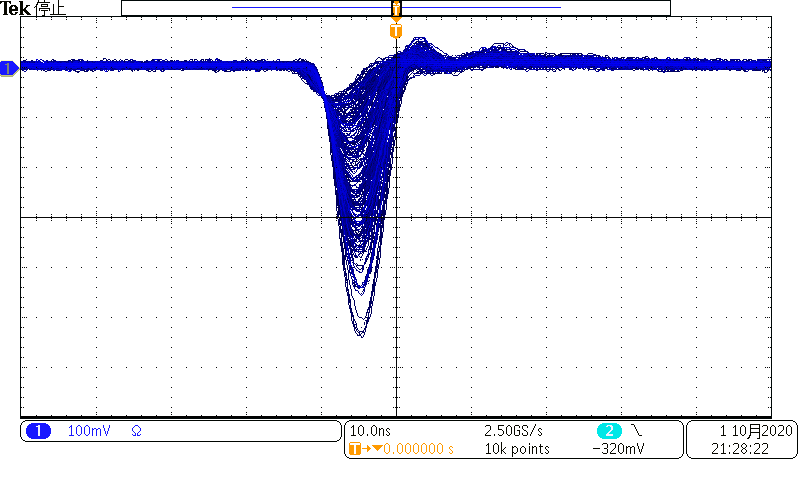 Tek 停止
T
T
1
1 100mV Ω
10.0ns 2.50GS/s 2 -320mV
T→▼0.000000 s 10k points
1 10月2020
21:28:22